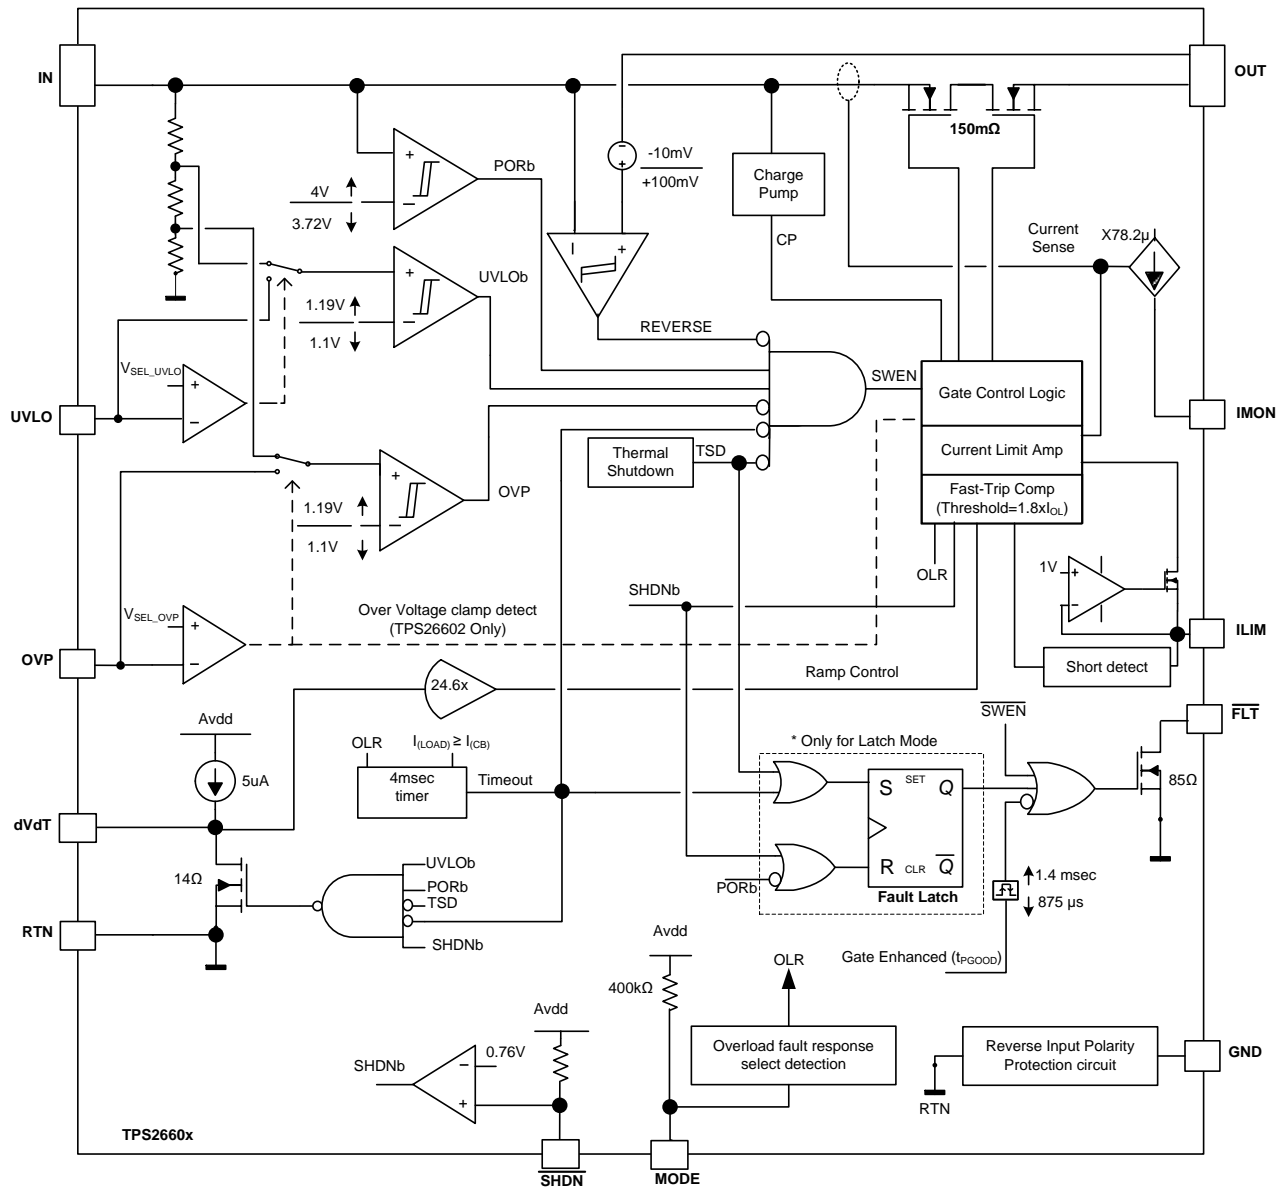 IN
OUT
150mΩ
-10mV
+100mV
PORb
4V
3.72V
Charge
Pump
CP
Current
Sense
X78.2µ
UVLOb
1.19V
1.1V
REVERSE
V_SEL_UVLO
SWEN
Gate Control Logic
UVLO
IMON
Thermal
Shutdown
TSD
Current Limit Amp
OVP
1.19V
1.1V
Fast-Trip Comp
(Threshold=1.8xI_OL)
OLR
1V
SHDNb
V_SEL_OVP
Over Voltage clamp detect
(TPS26602 Only)
OVP
ILIM
Short detect
24.6x
Ramp Control
Avdd
SWEN
FLT
OLR
I_(LOAD) ≥ I_(CB)
* Only for Latch Mode
5uA
4msec
timer
Timeout
S
SET
Q
85Ω
dVdT
UVLOb
PORb
TSD
SHDNb
14Ω
PORb
R
CLR
Q
Fault Latch
1.4 msec
875 µs
RTN
Avdd
OLR
Gate Enhanced (t_PGOOD)
400kΩ
Avdd
0.76V
SHDNb
Overload fault response
select detection
Reverse Input Polarity
Protection circuit
GND
RTN
TPS2660x
SHDN
MODE